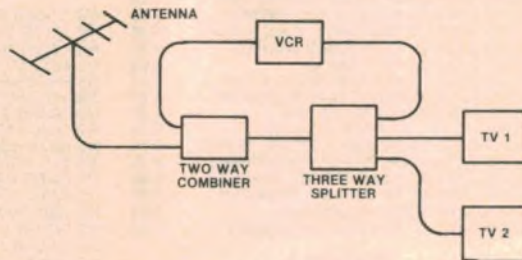 ANTENNA
VCR
TWO WAY
COMBINER
THREE WAY
SPLITTER
TV 1
TV 2